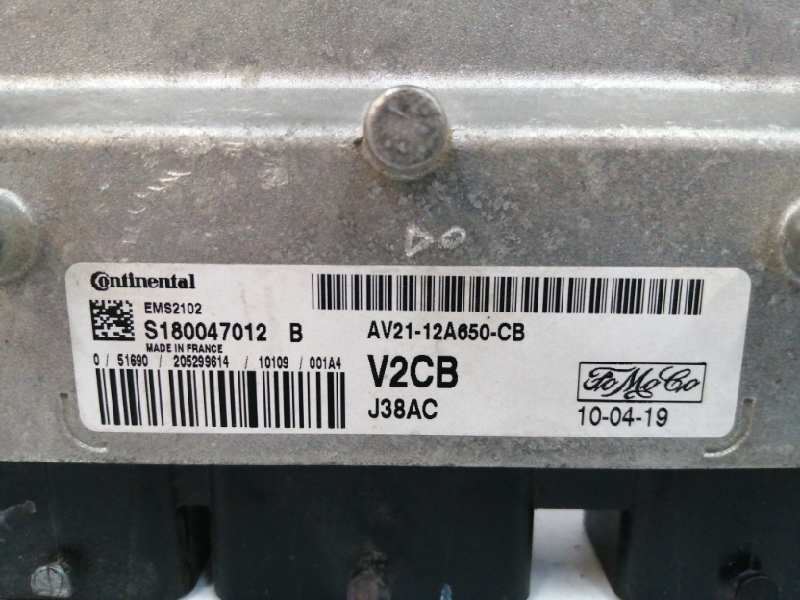 Continental
EMS2102
S180047012 B
MADE IN FRANCE
0 / 51690 / 205299614 / 10109 / 001A4
AV21-12A650-CB
V2CB
J38AC
FoMoCo
10-04-19